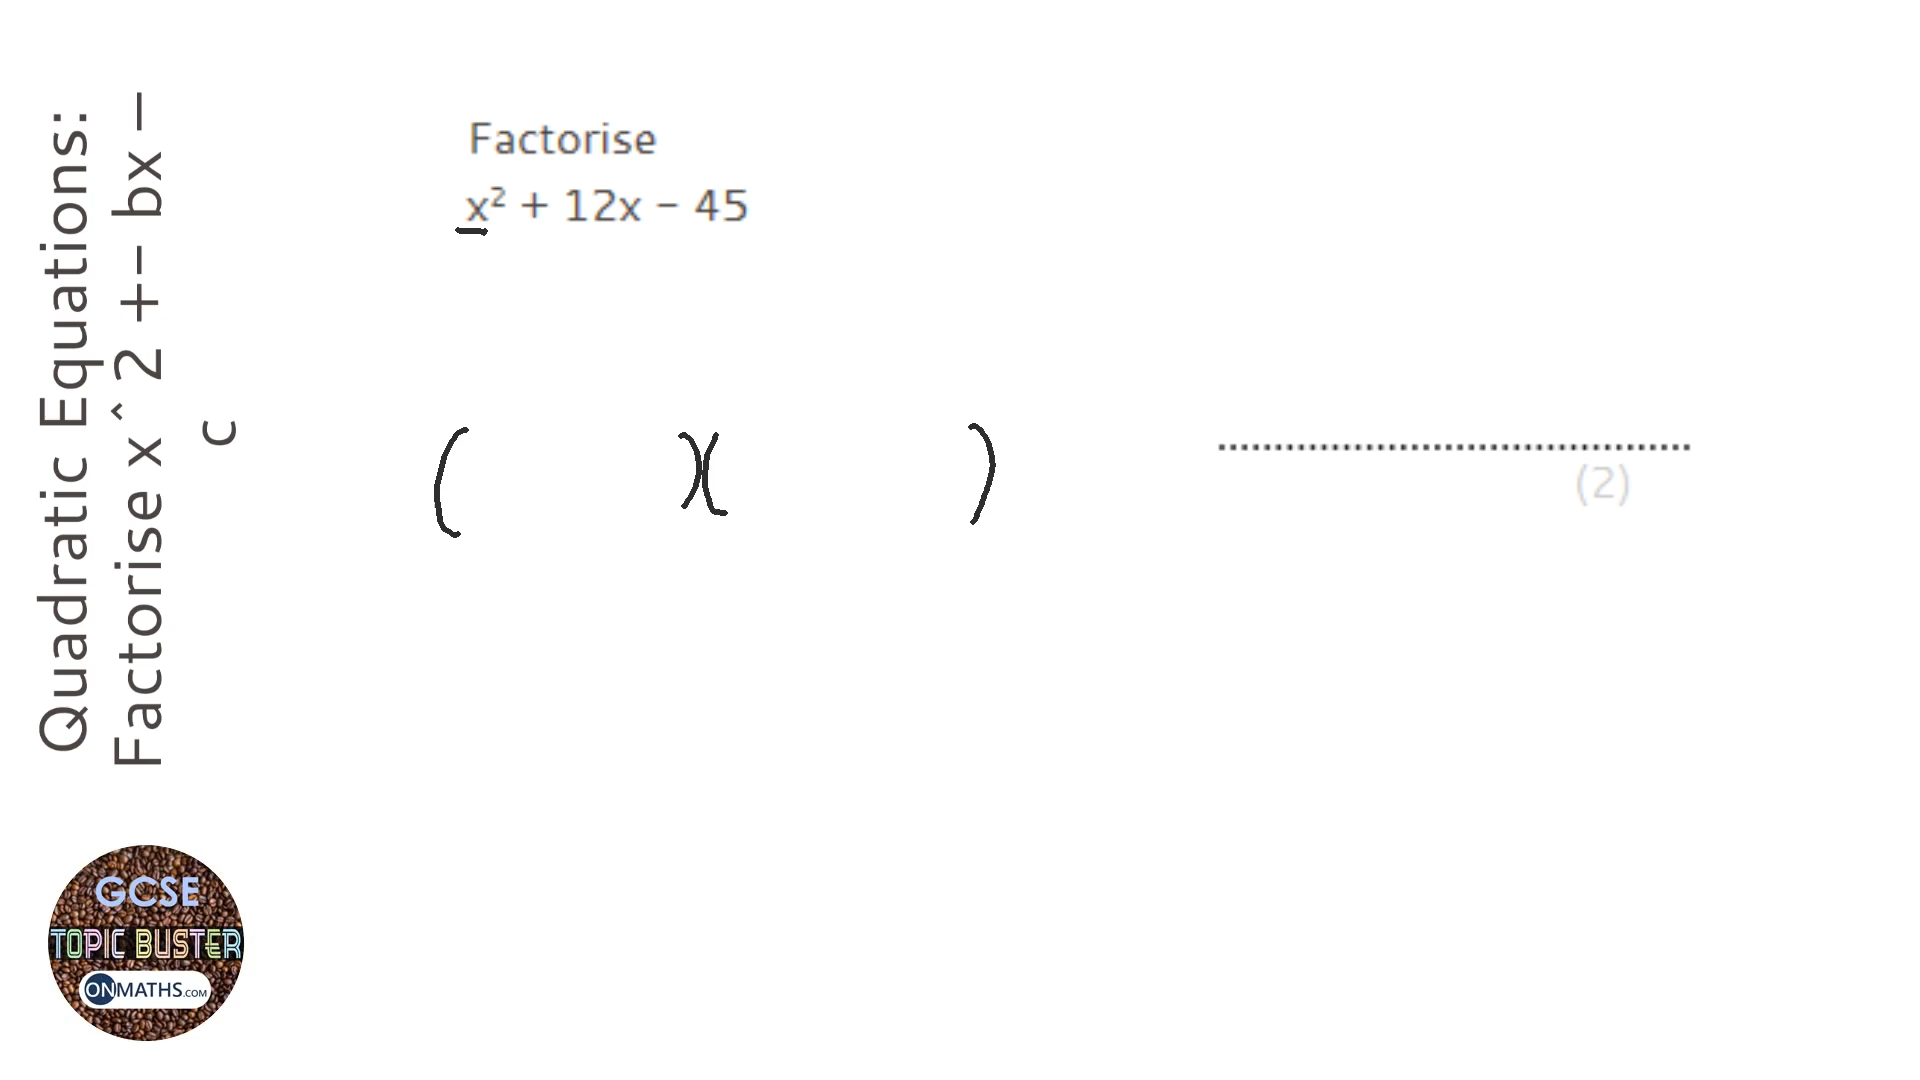 Quadratic Equations:
Factorise x^2 +− bx −
c
Factorise
x² + 12x − 45
( )( )
(2)
GCSE
TOPIC BUSTER
ONMATHS.COM